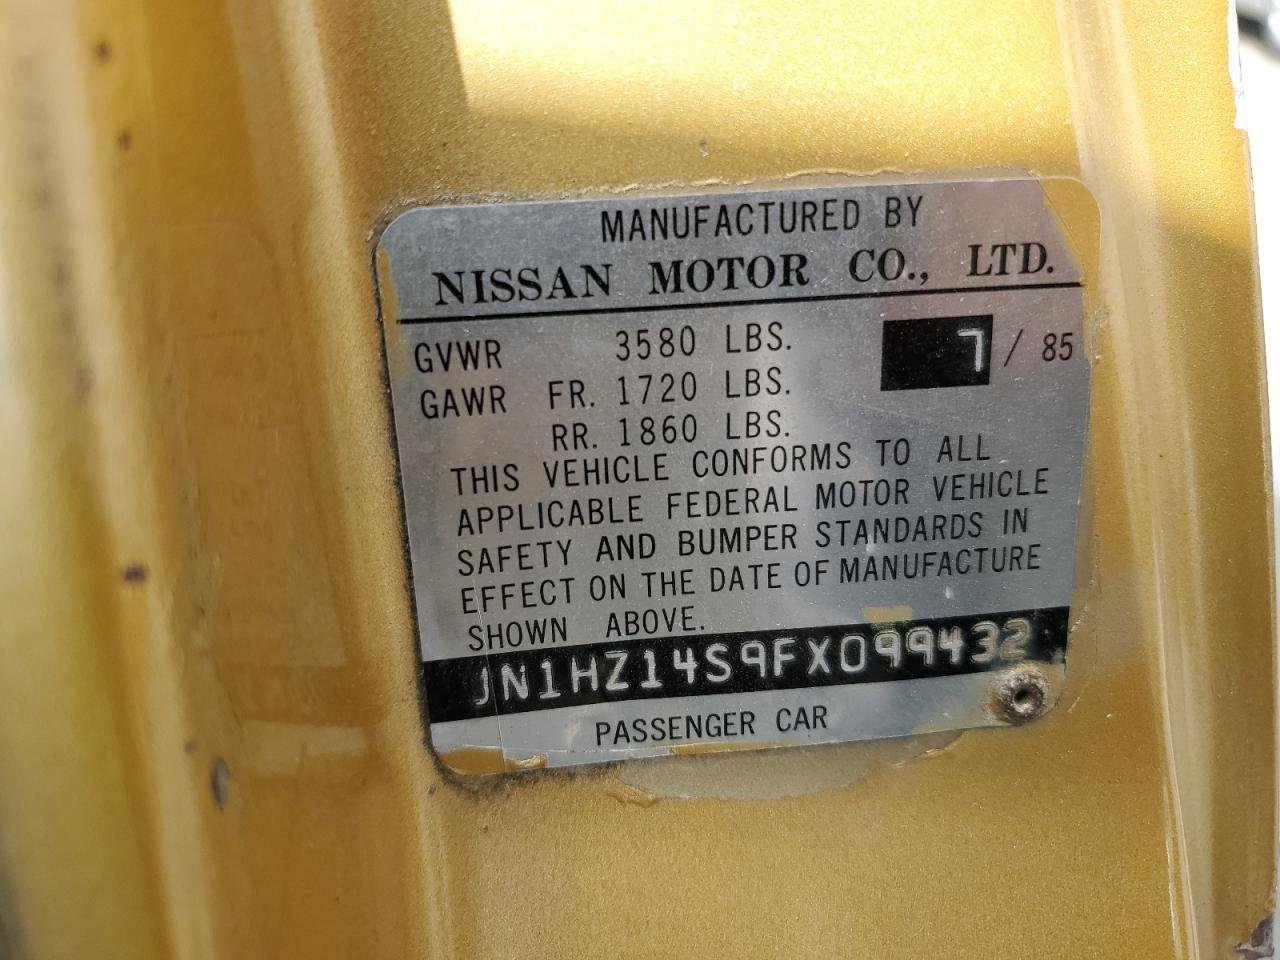 MANUFACTURED BY
NISSAN MOTOR CO., LTD.
GVWR 3580 LBS. 7 / 85
GAWR FR. 1720 LBS.
RR. 1860 LBS.
THIS VEHICLE CONFORMS TO ALL
APPLICABLE FEDERAL MOTOR VEHICLE
SAFETY AND BUMPER STANDARDS IN
EFFECT ON THE DATE OF MANUFACTURE
SHOWN ABOVE.
JN1HZ14S9FX099432
PASSENGER CAR